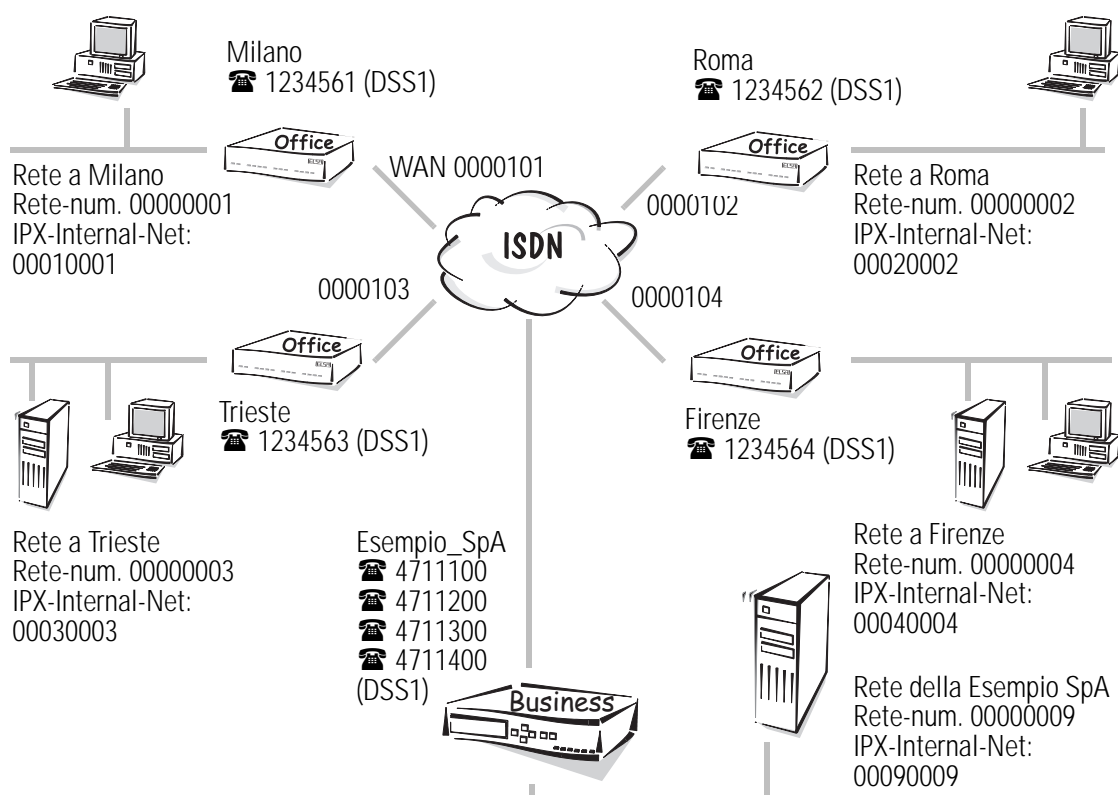 Milano
☎ 1234561 (DSS1)
Roma
☎ 1234562 (DSS1)
Office
Office
WAN 0000101
0000102
Rete a Milano
Rete-num. 00000001
IPX-Internal-Net:
00010001
Rete a Roma
Rete-num. 00000002
IPX-Internal-Net:
00020002
ISDN
0000103
0000104
Office
Office
Trieste
☎ 1234563 (DSS1)
Firenze
☎ 1234564 (DSS1)
Rete a Trieste
Rete-num. 00000003
IPX-Internal-Net:
00030003
Esempio_SpA
☎ 4711100
☎ 4711200
☎ 4711300
☎ 4711400
(DSS1)
Business
Rete a Firenze
Rete-num. 00000004
IPX-Internal-Net:
00040004
Rete della Esempio SpA
Rete-num. 00000009
IPX-Internal-Net:
00090009